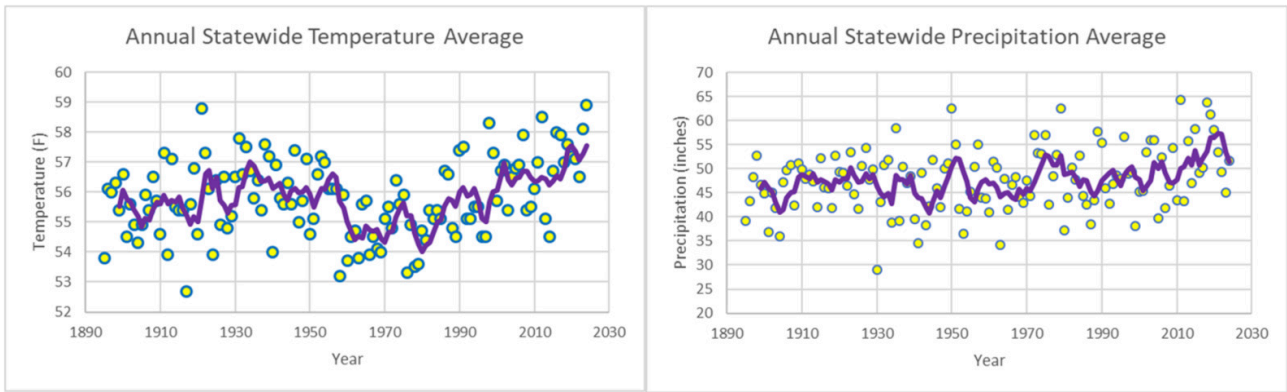 Annual Statewide Temperature Average
60
59
58
57
56
55
54
53
52
Temperature (F)
1890 1910 1930 1950 1970 1990 2010 2030
Year
Annual Statewide Precipitation Average
70
65
60
55
50
45
40
35
30
25
20
Precipitation (inches)
1890 1910 1930 1950 1970 1990 2010 2030
Year